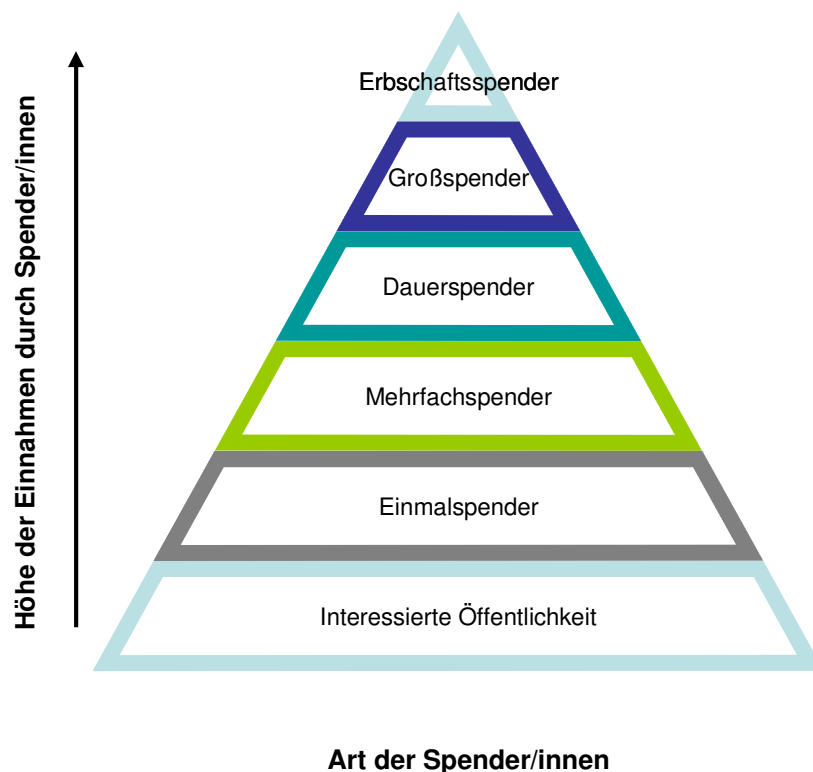 Erbschaftsspender
Großspender
Dauerspender
Mehrfachspender
Einmalspender
Interessierte Öffentlichkeit
Höhe der Einnahmen durch Spender/innen
Art der Spender/innen